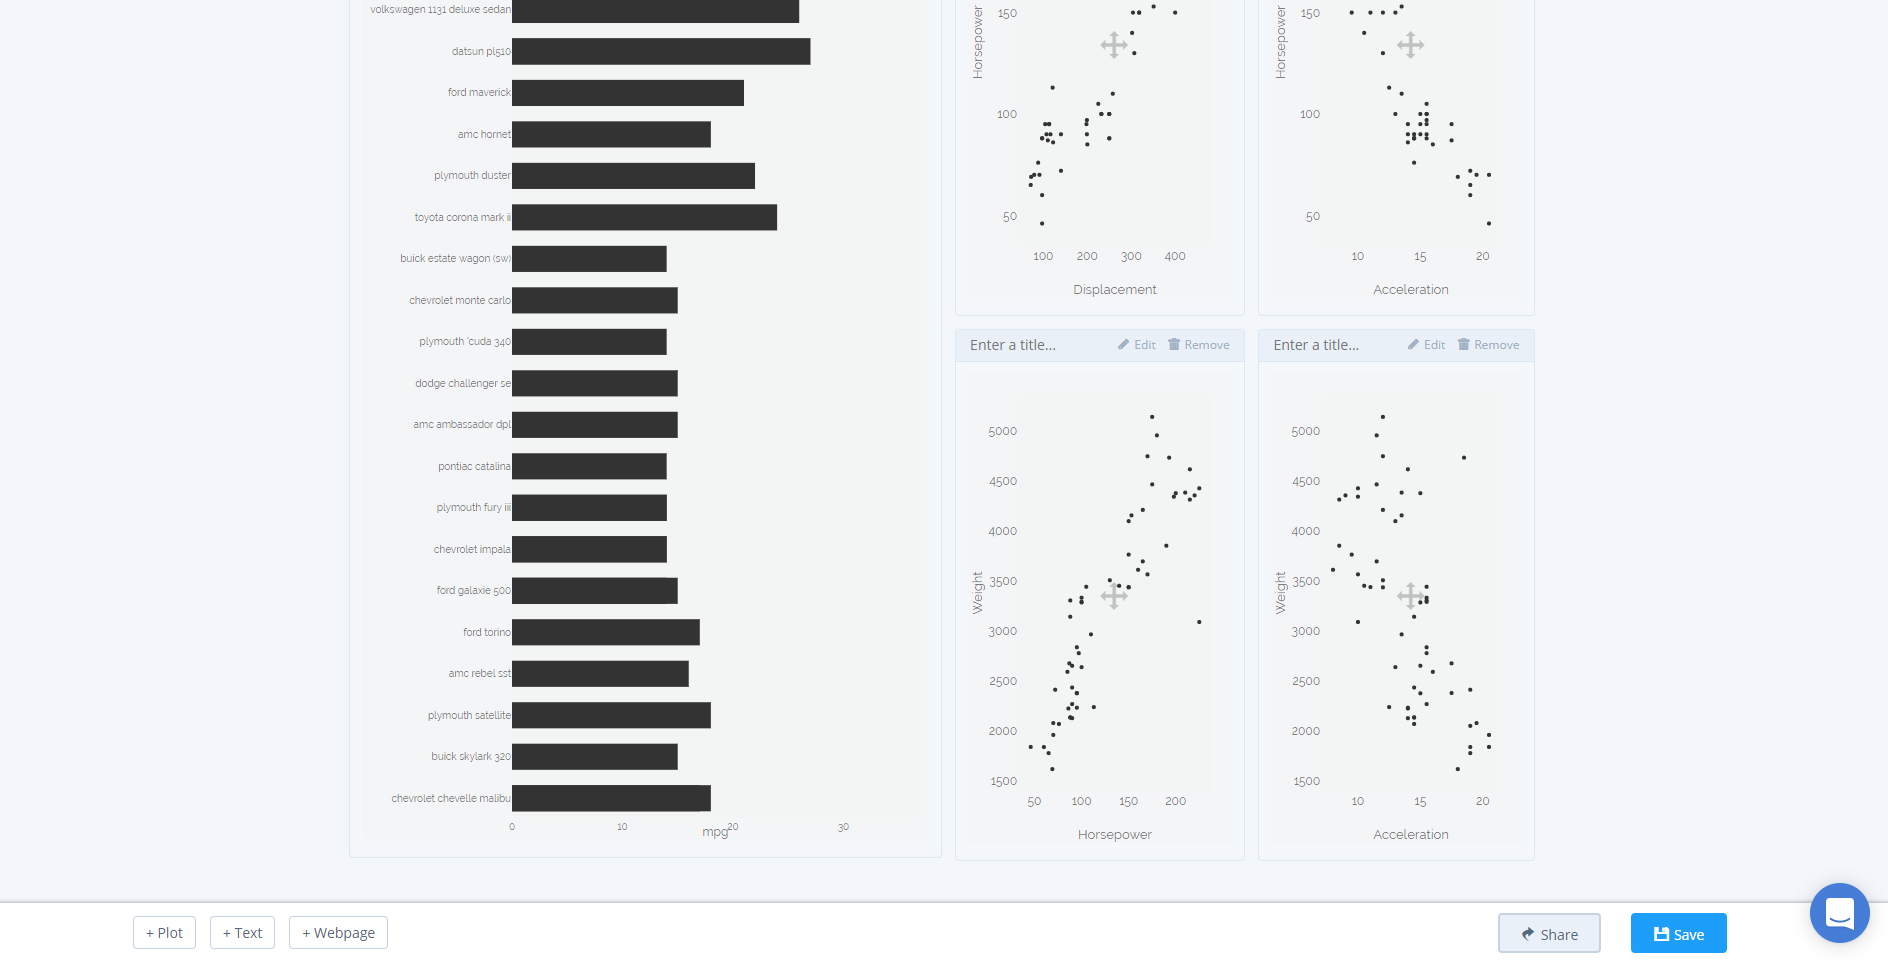 volkswagen 1131 deluxe sedan
datsun pl510
ford maverick
amc hornet
plymouth duster
toyota corona mark ii
buick estate wagon (sw)
chevrolet monte carlo
plymouth 'cuda 340
dodge challenger se
amc ambassador dpl
pontiac catalina
plymouth fury iii
chevrolet impala
ford galaxie 500
ford torino
amc rebel sst
plymouth satellite
buick skylark 320
chevrolet chevelle malibu
0 10 20 30
mpg
Horsepower
150
100
50
100 200 300 400
Displacement
Horsepower
150
100
50
10 15 20
Acceleration
Enter a title... Edit Remove
Weight
5000
4500
4000
3500
3000
2500
2000
1500
50 100 150 200
Horsepower
Enter a title... Edit Remove
Weight
5000
4500
4000
3500
3000
2500
2000
1500
10 15 20
Acceleration
+ Plot + Text + Webpage Share Save